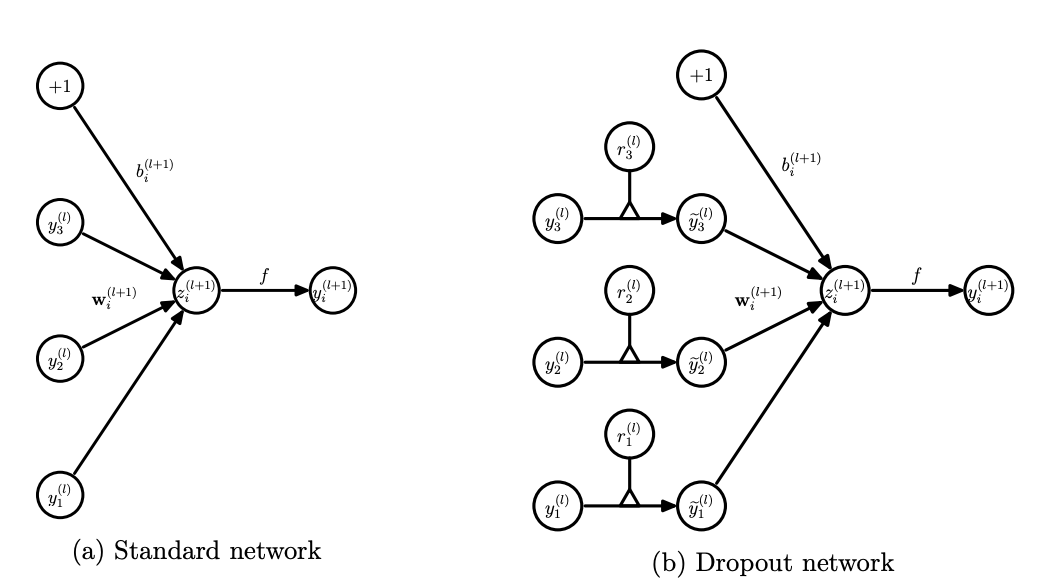 +1
b_i^{(l+1)}
y_3^{(l)}
w_i^{(l+1)}
z_i^{(l+1)}
f
y_i^{(l+1)}
y_2^{(l)}
y_1^{(l)}
(a) Standard network
+1
b_i^{(l+1)}
r_3^{(l)}
y_3^{(l)}
ỹ_3^{(l)}
r_2^{(l)}
w_i^{(l+1)}
z_i^{(l+1)}
f
y_i^{(l+1)}
y_2^{(l)}
ỹ_2^{(l)}
r_1^{(l)}
y_1^{(l)}
ỹ_1^{(l)}
(b) Dropout network